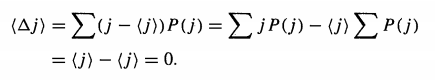 ⟨Δj⟩ = ∑(j − ⟨j⟩)P(j) = ∑ jP(j) − ⟨j⟩ ∑ P(j)
= ⟨j⟩ − ⟨j⟩ = 0.